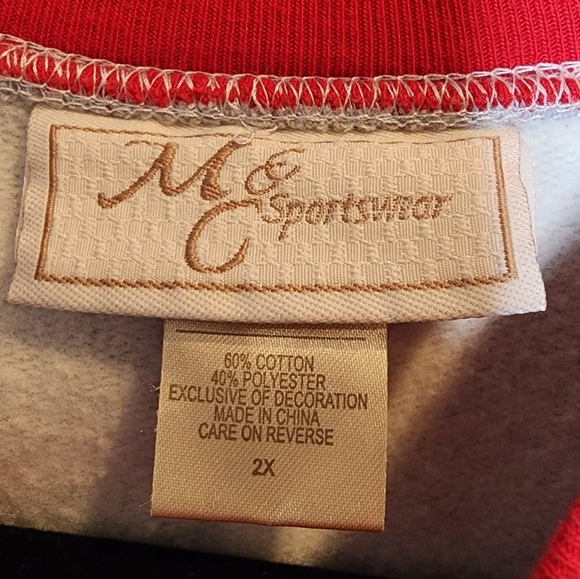 M & C Sportswear
60% COTTON
40% POLYESTER
EXCLUSIVE OF DECORATION
MADE IN CHINA
CARE ON REVERSE
2X